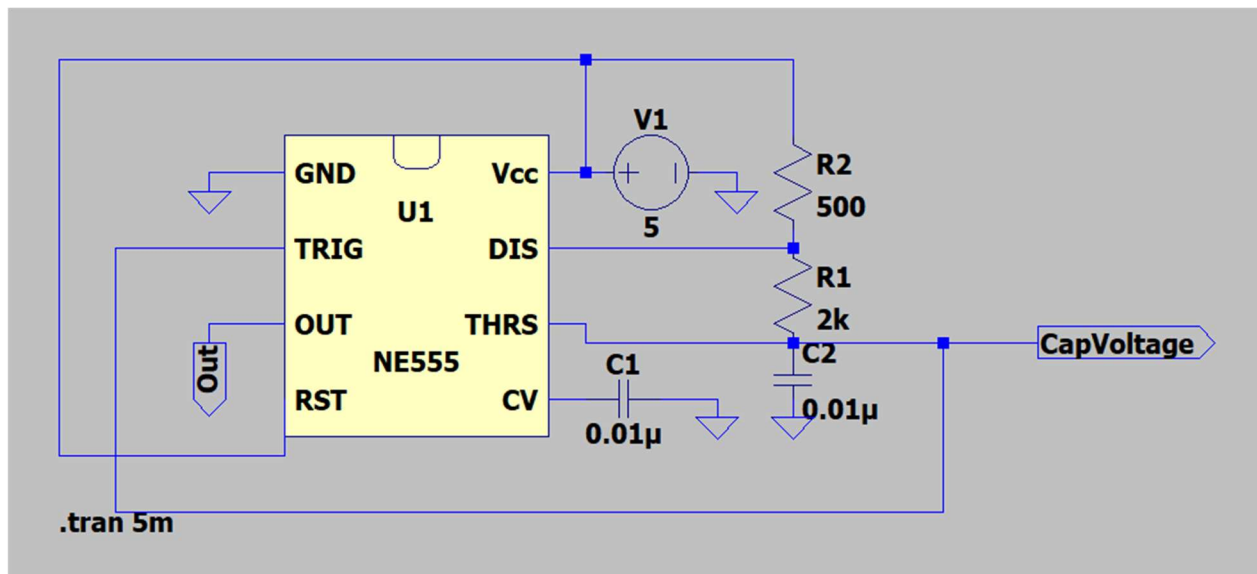 V1
GND
Vcc
R2
500
U1
5
TRIG
DIS
R1
2k
OUT
THRS
CapVoltage
Out
NE555
C1
C2
RST
CV
0.01µ
0.01µ
.tran 5m